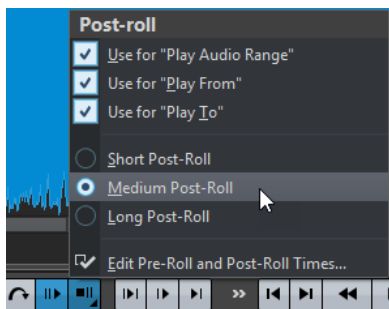 Post-roll
Use for "Play Audio Range"
Use for "Play From"
Use for "Play To"
Short Post-Roll
Medium Post-Roll
Long Post-Roll
Edit Pre-Roll and Post-Roll Times...